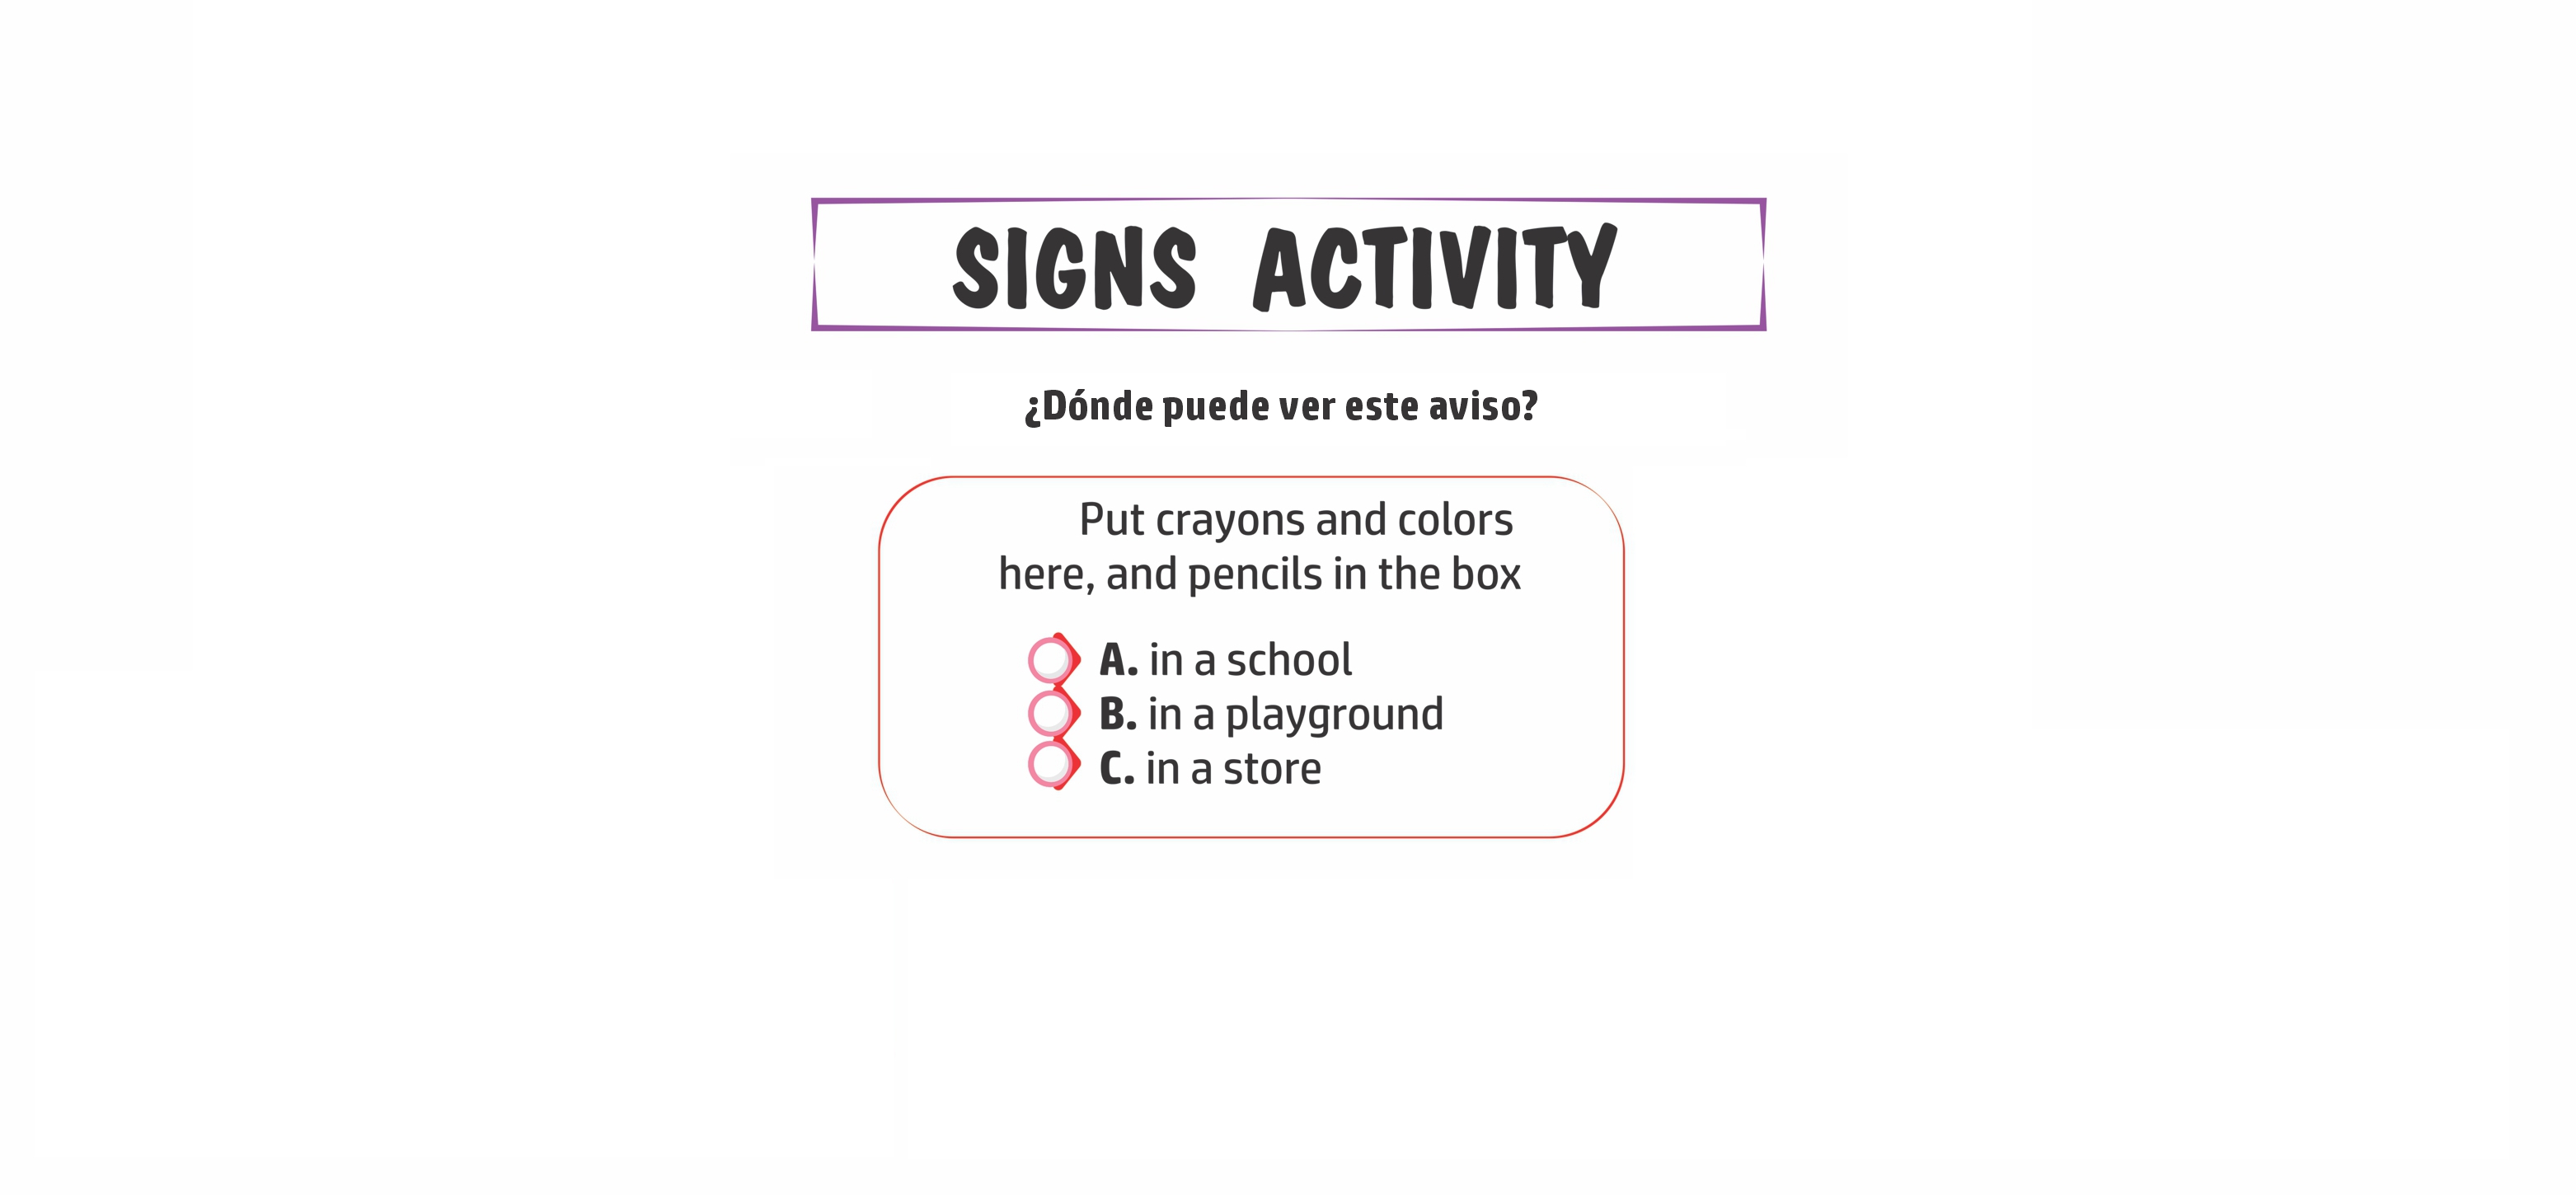 SIGNS ACTIVITY
¿Dónde puede ver este aviso?
Put crayons and colors
here, and pencils in the box
A. in a school
B. in a playground
C. in a store